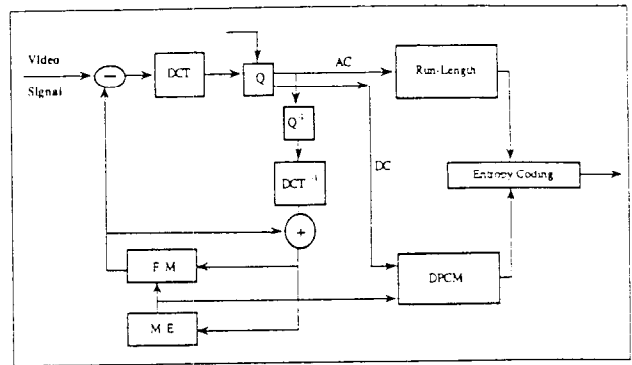 Video
Signal
DCT
Q
AC
Run-Length
Q⁻¹
DCT⁻¹
DC
Entropy Coding
+
F M
DPCM
M E